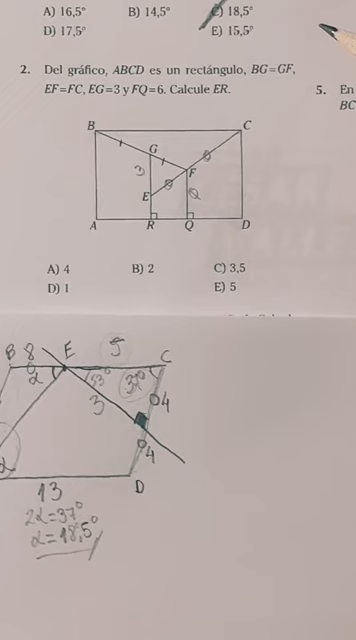 A) 16,5° B) 14,5° C) 18,5°
D) 17,5° E) 15,5°
2. Del gráfico, ABCD es un rectángulo, BG=GF,
EF=FC, EG=3 y FQ=6. Calcule ER.
5. En
BC
B C
G
3 F
E
A R Q D
A) 4 B) 2 C) 3,5
D) 1 E) 5
B 8 E 5 C
α 53° 37°
3 4
4
α
13 D
2α=37°
α=18,5°